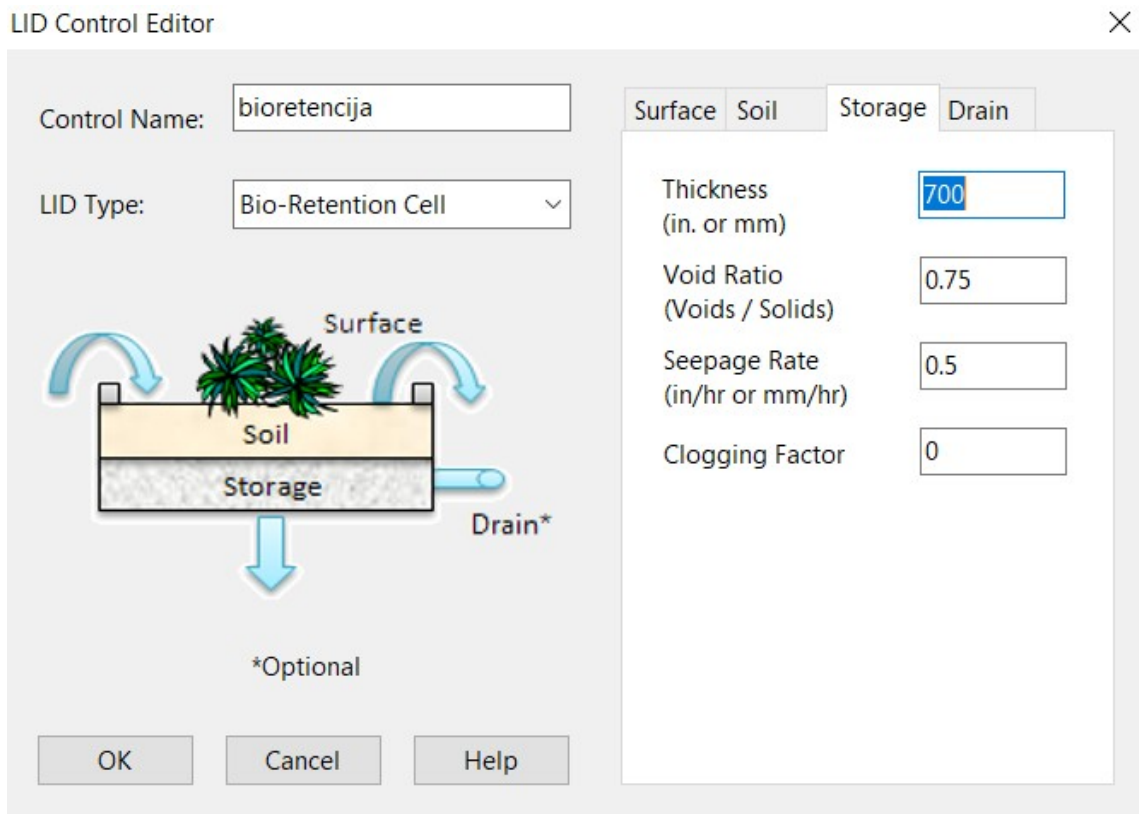 LID Control Editor
Control Name: bioretencija
LID Type: Bio-Retention Cell
Surface
Soil
Storage
Drain*
*Optional
OK Cancel Help
Surface Soil Storage Drain
Thickness
(in. or mm)
700
Void Ratio
(Voids / Solids)
0.75
Seepage Rate
(in/hr or mm/hr)
0.5
Clogging Factor
0